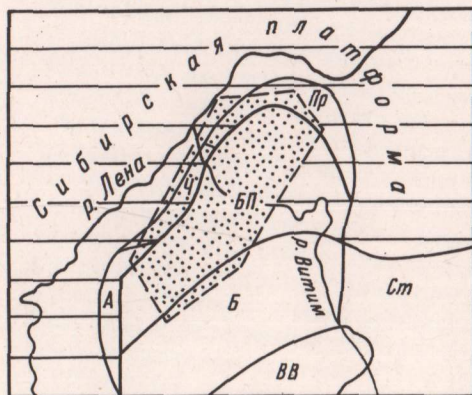 Сибирская платформа
р. Лена
Пр
Ч
БП
р. Витим
А
Б
Ст
ВВ